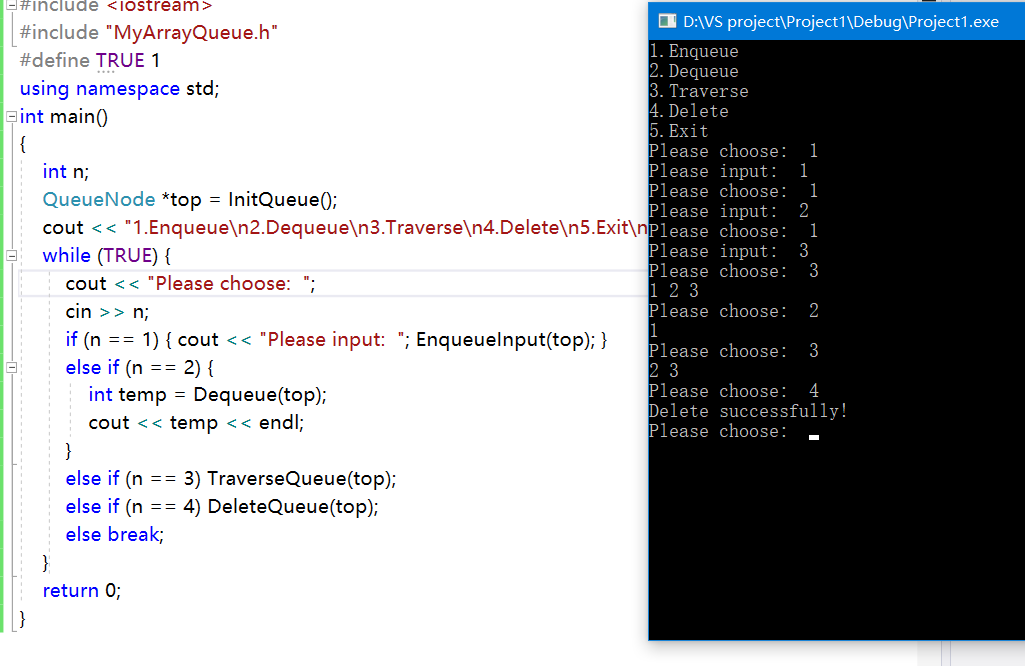 #include <iostream>
#include "MyArrayQueue.h"
#define TRUE 1
using namespace std;
int main()
{
int n;
QueueNode *top = InitQueue();
cout << "1.Enqueue\n2.Dequeue\n3.Traverse\n4.Delete\n5.Exit\n
while (TRUE) {
cout << "Please choose:  ";
cin >> n;
if (n == 1) { cout << "Please input:  "; EnqueueInput(top); }
else if (n == 2) {
int temp = Dequeue(top);
cout << temp << endl;
}
else if (n == 3) TraverseQueue(top);
else if (n == 4) DeleteQueue(top);
else break;
}
return 0;
}
D:\VS project\Project1\Debug\Project1.exe
1.Enqueue
2.Dequeue
3.Traverse
4.Delete
5.Exit
Please choose:  1
Please input:  1
Please choose:  1
Please input:  2
Please choose:  1
Please input:  3
Please choose:  3
1 2 3
Please choose:  2
1
Please choose:  3
2 3
Please choose:  4
Delete successfully!
Please choose: